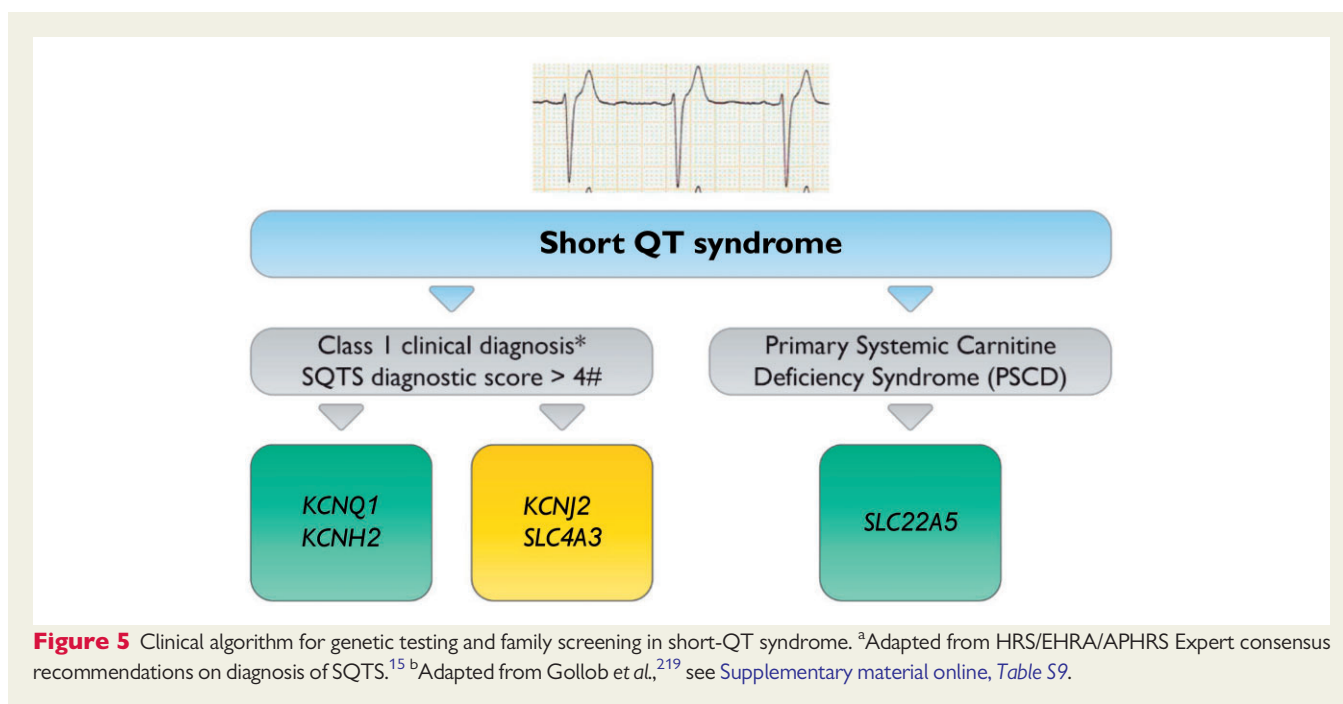 Short QT syndrome
Class I clinical diagnosis*
SQTS diagnostic score > 4#
Primary Systemic Carnitine
Deficiency Syndrome (PSCD)
KCNQ1
KCNH2
KCNJ2
SLC4A3
SLC22A5
Figure 5 Clinical algorithm for genetic testing and family screening in short-QT syndrome. ᵃAdapted from HRS/EHRA/APHRS Expert consensus
recommendations on diagnosis of SQTS.¹⁵ ᵇAdapted from Gollob et al.,²¹⁹ see Supplementary material online, Table S9.